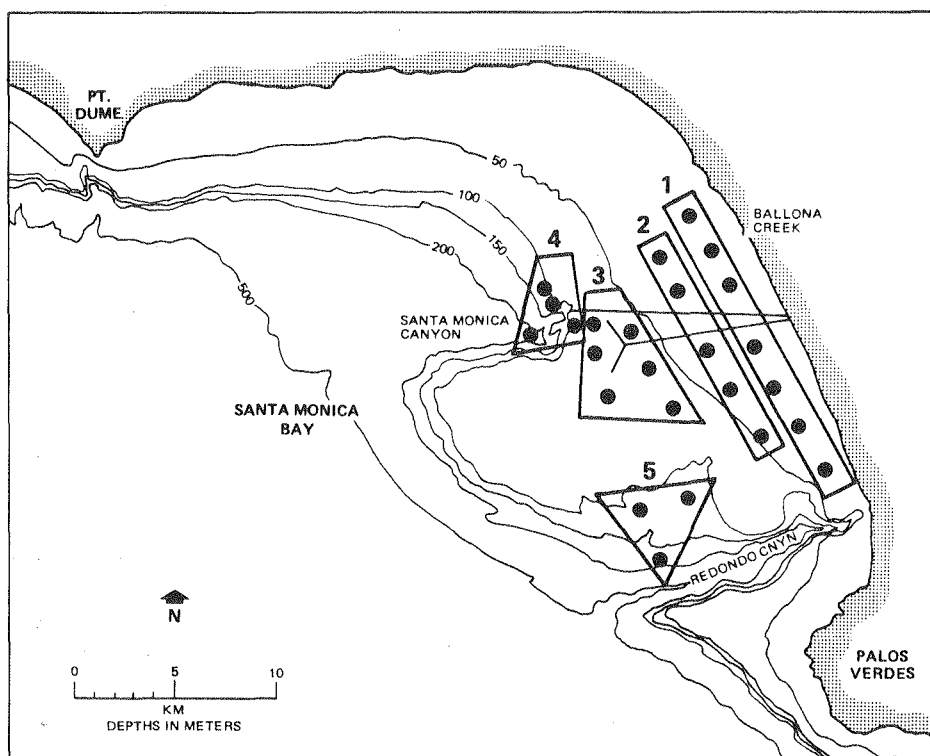 PT.
DUME
50
100
150
200
500
1
2
BALLONA
CREEK
4
3
SANTA MONICA
CANYON
SANTA MONICA
BAY
5
REDONDO CNYN
N
0 5 10
KM
DEPTHS IN METERS
PALOS
VERDES